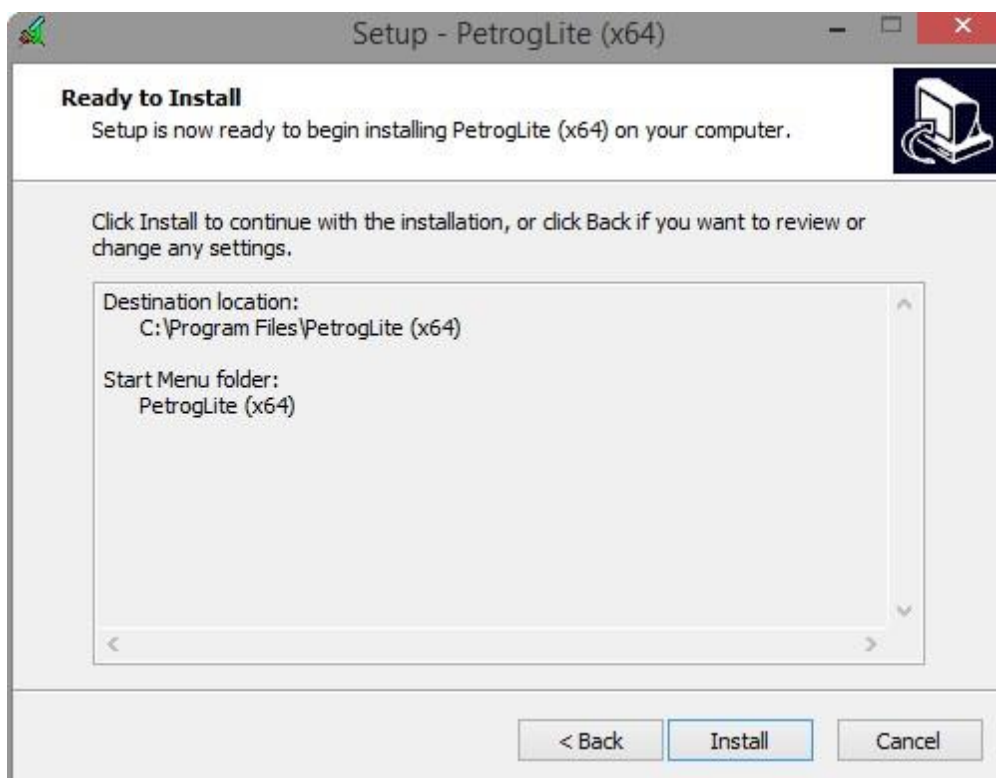 Setup - PetrogLite (x64)
Ready to Install
Setup is now ready to begin installing PetrogLite (x64) on your computer.
Click Install to continue with the installation, or click Back if you want to review or
change any settings.
Destination location:
C:\Program Files\PetrogLite (x64)
Start Menu folder:
PetrogLite (x64)
< Back
Install
Cancel